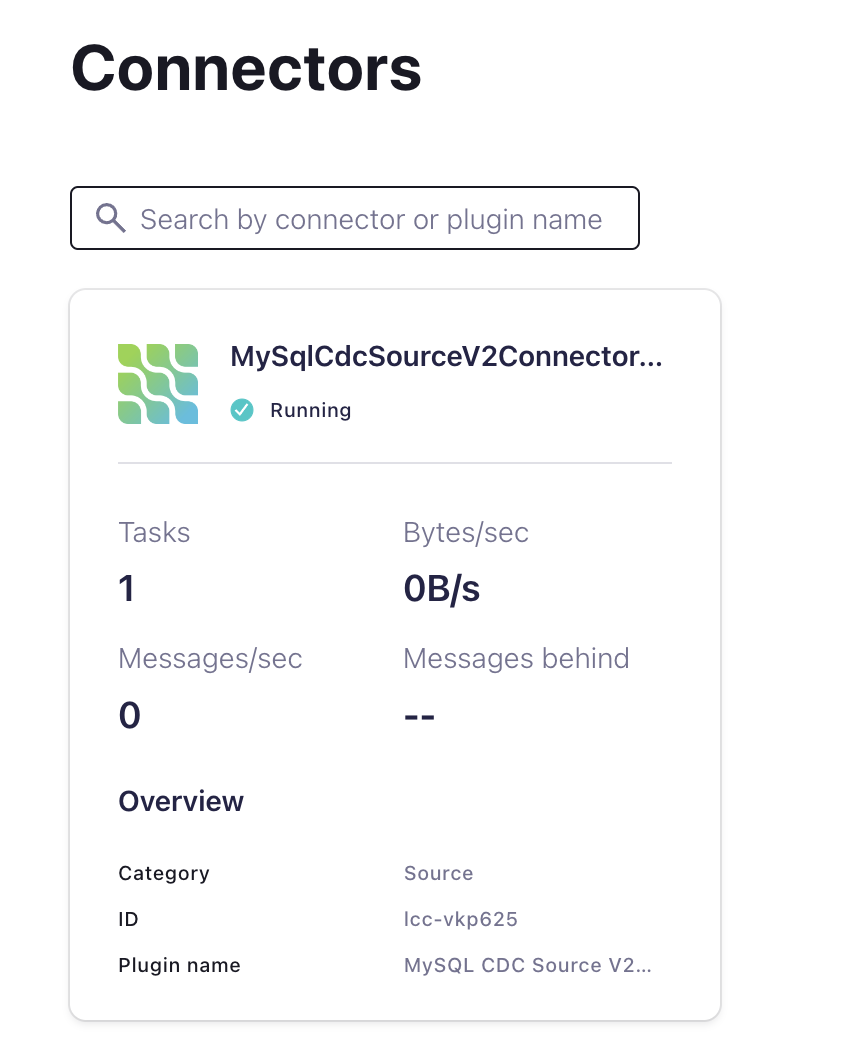 Connectors
Search by connector or plugin name
MySqlCdcSourceV2Connector...
Running
Tasks
Bytes/sec
1
0B/s
Messages/sec
Messages behind
0
--
Overview
Category Source
ID lcc-vkp625
Plugin name MySQL CDC Source V2...